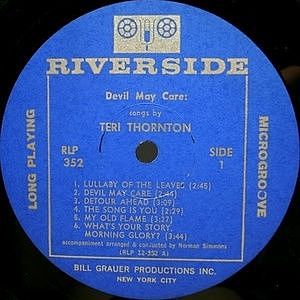 RIVERSIDE
Devil May Care:
songs by
TERI THORNTON
RLP
352
SIDE
1
LONG PLAYING
MICROGROOVE
1. LULLABY OF THE LEAVES (2:45)
2. DEVIL MAY CARE (2:44)
3. DETOUR AHEAD (3:09)
4. THE SONG IS YOU (2:29)
5. MY OLD FLAME (3:27)
6. WHAT'S YOUR STORY,
MORNING GLORY? (3:44)
accompaniment arranged & conducted by Norman Simmons
(RLP 12-352 A)
BILL GRAUER PRODUCTIONS INC.
NEW YORK CITY